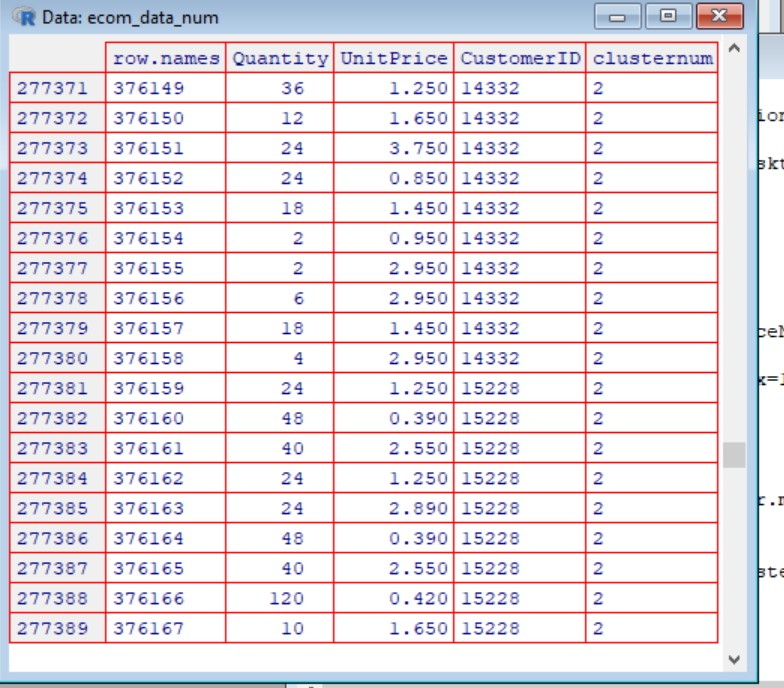 Data: ecom_data_num
row.names Quantity UnitPrice CustomerID clusternum
277371 376149 36 1.250 14332 2
277372 376150 12 1.650 14332 2
277373 376151 24 3.750 14332 2
277374 376152 24 0.850 14332 2
277375 376153 18 1.450 14332 2
277376 376154 2 0.950 14332 2
277377 376155 2 2.950 14332 2
277378 376156 6 2.950 14332 2
277379 376157 18 1.450 14332 2
277380 376158 4 2.950 14332 2
277381 376159 24 1.250 15228 2
277382 376160 48 0.390 15228 2
277383 376161 40 2.550 15228 2
277384 376162 24 1.250 15228 2
277385 376163 24 2.890 15228 2
277386 376164 48 0.390 15228 2
277387 376165 40 2.550 15228 2
277388 376166 120 0.420 15228 2
277389 376167 10 1.650 15228 2